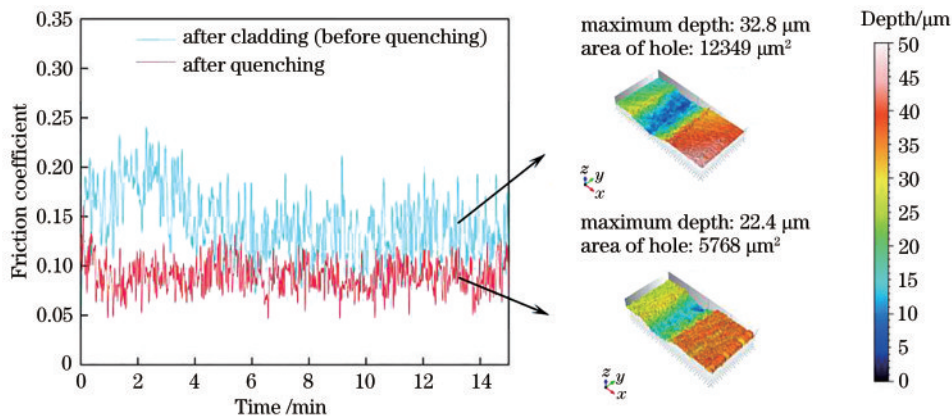 0.35
0.30
0.25
0.20
0.15
0.10
0.05
0
Friction coefficient
after cladding (before quenching)
after quenching
0 2 4 6 8 10 12 14
Time /min
maximum depth: 32.8 μm
area of hole: 12349 μm²
z y
x
maximum depth: 22.4 μm
area of hole: 5768 μm²
z y
x
Depth/μm
50
45
40
35
30
25
20
15
10
5
0